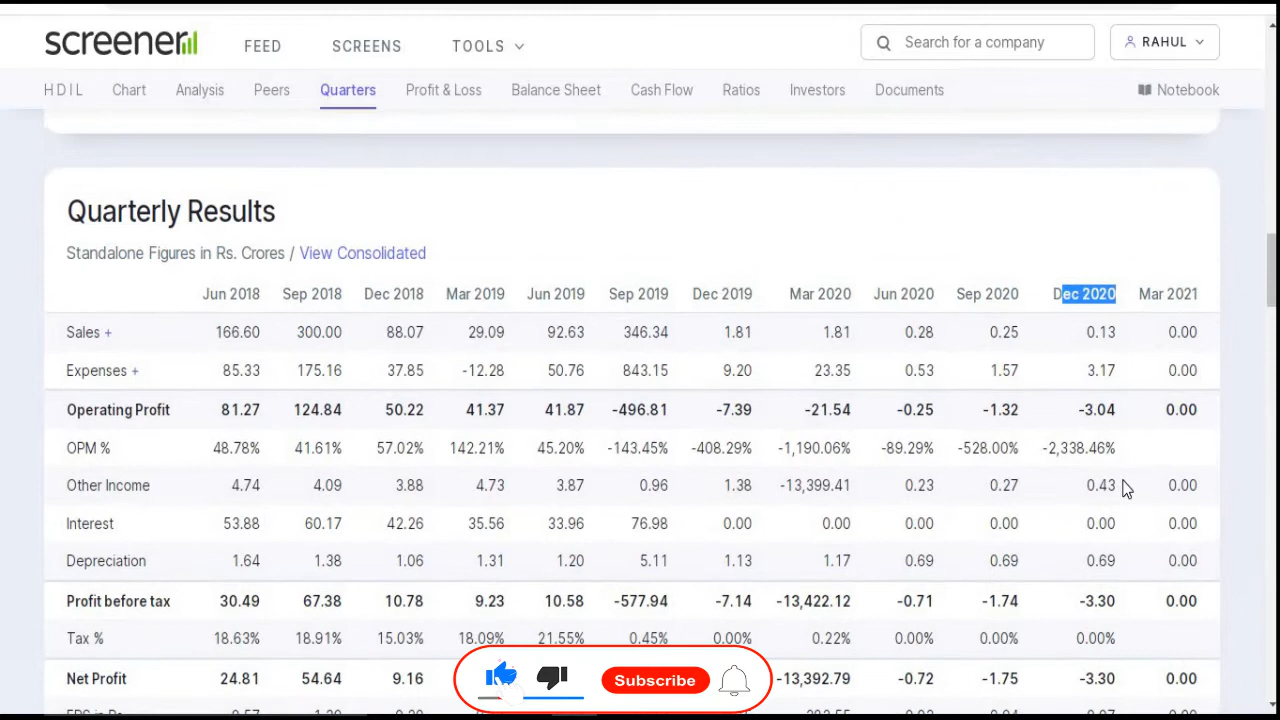 screener FEED SCREENS TOOLS Search for a company RAHUL
HDIL Chart Analysis Peers Quarters Profit & Loss Balance Sheet Cash Flow Ratios Investors Documents Notebook
Quarterly Results
Standalone Figures in Rs. Crores / View Consolidated
Jun 2018 Sep 2018 Dec 2018 Mar 2019 Jun 2019 Sep 2019 Dec 2019 Mar 2020 Jun 2020 Sep 2020 Dec 2020 Mar 2021
Sales + 166.60 300.00 88.07 29.09 92.63 346.34 1.81 1.81 0.28 0.25 0.13 0.00
Expenses + 85.33 175.16 37.85 -12.28 50.76 843.15 9.20 23.35 0.53 1.57 3.17 0.00
Operating Profit 81.27 124.84 50.22 41.37 41.87 -496.81 -7.39 -21.54 -0.25 -1.32 -3.04 0.00
OPM % 48.78% 41.61% 57.02% 142.21% 45.20% -143.45% -408.29% -1,190.06% -89.29% -528.00% -2,338.46%
Other Income 4.74 4.09 3.88 4.73 3.87 0.96 1.38 -13,399.41 0.23 0.27 0.43 0.00
Interest 53.88 60.17 42.26 35.56 33.96 76.98 0.00 0.00 0.00 0.00 0.00 0.00
Depreciation 1.64 1.38 1.06 1.31 1.20 5.11 1.13 1.17 0.69 0.69 0.69 0.00
Profit before tax 30.49 67.38 10.78 9.23 10.58 -577.94 -7.14 -13,422.12 -0.71 -1.74 -3.30 0.00
Tax % 18.63% 18.91% 15.03% 18.09% 21.55% 0.45% 0.00% 0.22% 0.00% 0.00% 0.00%
Net Profit 24.81 54.64 9.16 -13,392.79 -0.72 -1.75 -3.30 0.00
Subscribe